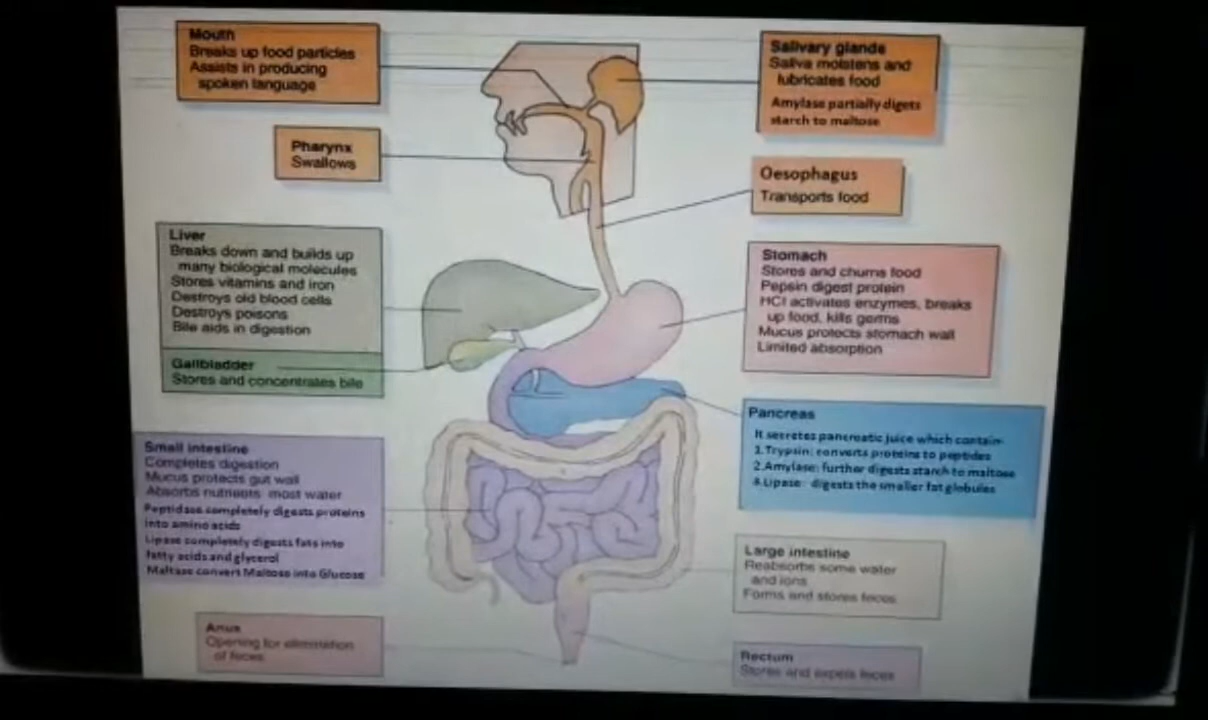 Mouth
Breaks up food particles
Assists in producing
spoken language
Salivary glands
Saliva moistens and
lubricates food
Amylase partially digets
starch to maltose
Pharynx
Swallows
Oesophagus
Transports food
Liver
Breaks down and builds up
many biological molecules
Stores vitamins and iron
Destroys old blood cells
Destroys poisons
Bile aids in digestion
Gallbladder
Stores and concentrates bile
Stomach
Stores and churns food
Pepsin digest protein
HCl activates enzymes, breaks
up food, kills germs
Mucus protects stomach wall
Limited absorption
Pancreas
It secretes pancreatic juice which contain-
1.Trypsin: converts proteins to peptides
2.Amylase: further digests starch to maltose
Lipase: digests the smaller fat globules
Small intestine
Completes digestion
Mucus protects gut wall
Absorbs nutrients, most water
Peptidase completely digests proteins
into amino acids
Lipase completely digests fats into
fatty acids and glycerol
Maltase convert Maltose into Glucose
Large intestine
Reabsorbs some water
and ions
Forms and stores feces
Anus
Opening for elimination
of feces
Rectum
Stores and expels feces